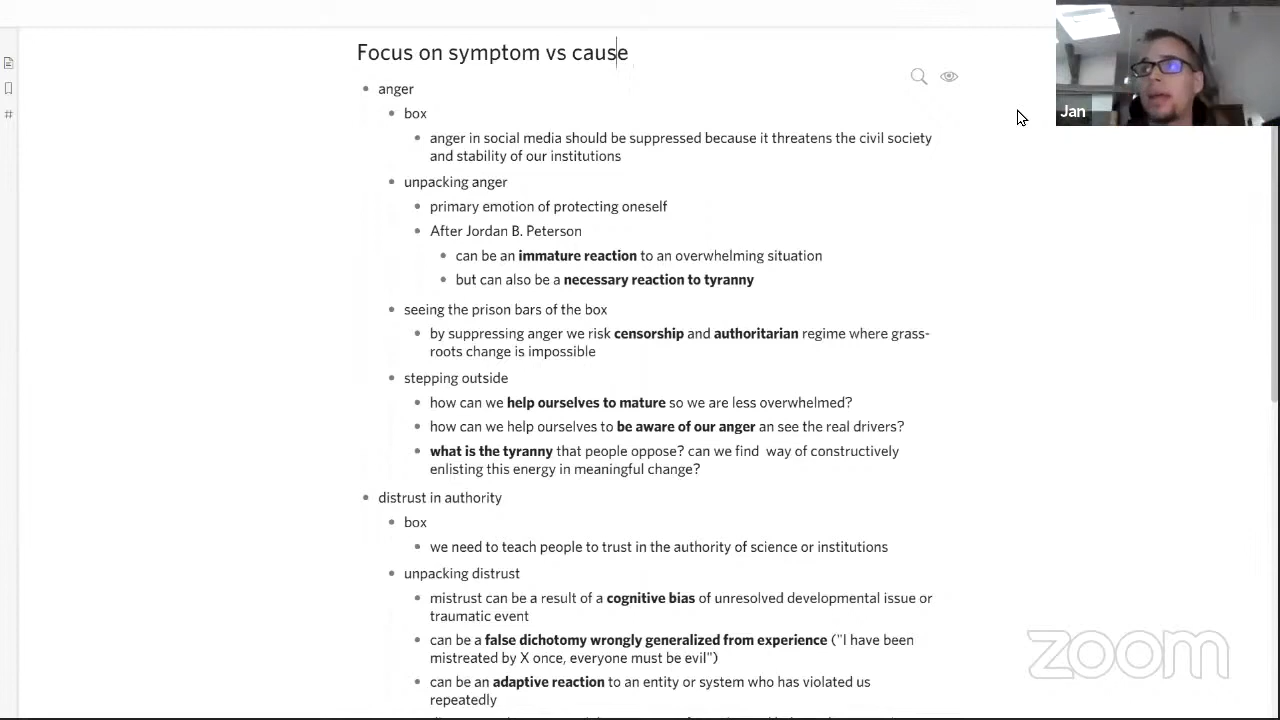 Focus on symptom vs cause
anger
box
anger in social media should be suppressed because it threatens the civil society
and stability of our institutions
unpacking anger
primary emotion of protecting oneself
After Jordan B. Peterson
can be an immature reaction to an overwhelming situation
but can also be a necessary reaction to tyranny
seeing the prison bars of the box
by suppressing anger we risk censorship and authoritarian regime where grass-
roots change is impossible
stepping outside
how can we help ourselves to mature so we are less overwhelmed?
how can we help ourselves to be aware of our anger an see the real drivers?
what is the tyranny that people oppose? can we find  way of constructively
enlisting this energy in meaningful change?
distrust in authority
box
we need to teach people to trust in the authority of science or institutions
unpacking distrust
mistrust can be a result of a cognitive bias of unresolved developmental issue or
traumatic event
can be a false dichotomy wrongly generalized from experience ("I have been
mistreated by X once, everyone must be evil")
can be an adaptive reaction to an entity or system who has violated us
repeatedly
Jan
zoom